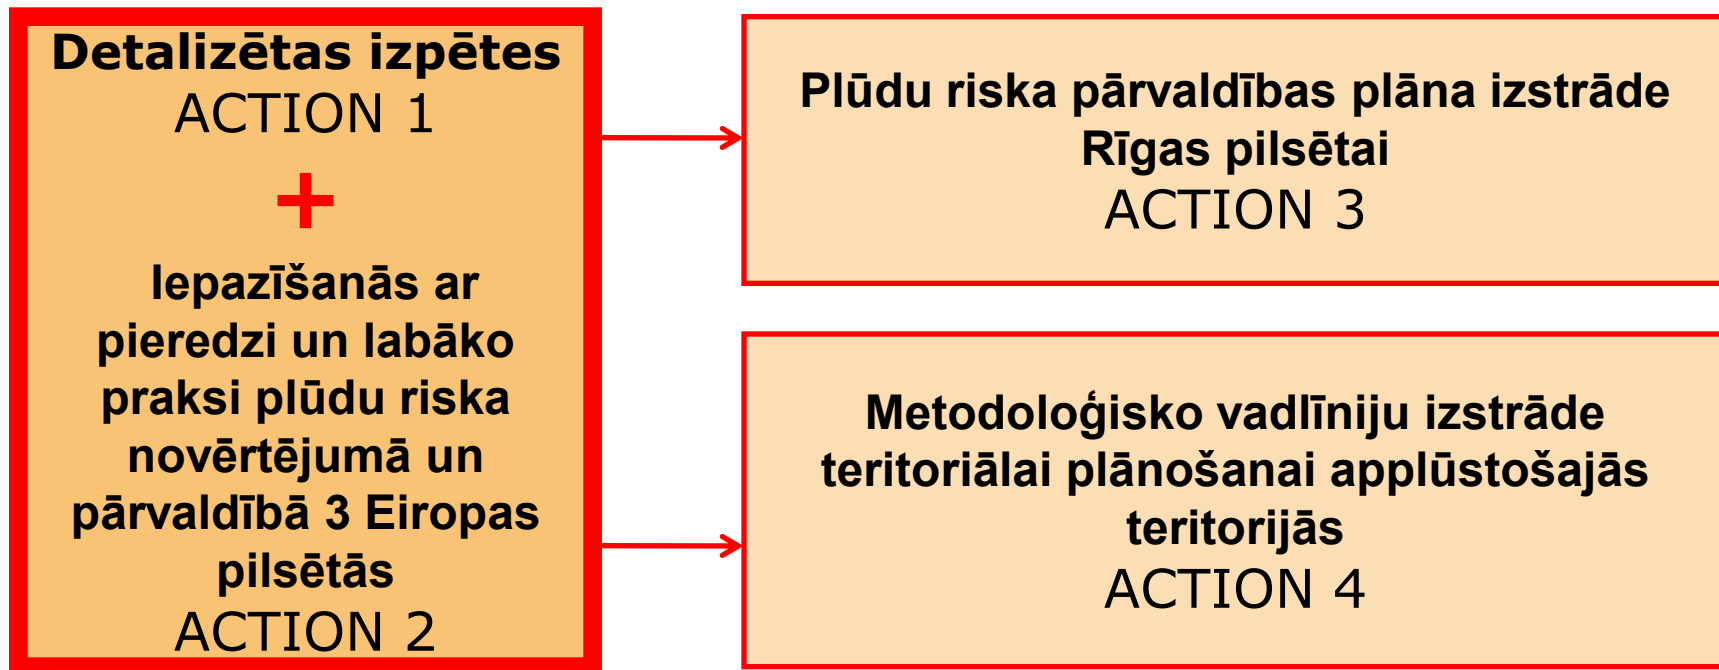 Detalizētas izpētes
ACTION 1
+
Iepazīšanās ar
pieredzi un labāko
praksi plūdu riska
novērtējumā un
pārvaldībā 3 Eiropas
pilsētās
ACTION 2
Plūdu riska pārvaldības plāna izstrāde
Rīgas pilsētai
ACTION 3
Metodoloģisko vadlīniju izstrāde
teritoriālai plānošanai applūstošajās
teritorijās
ACTION 4